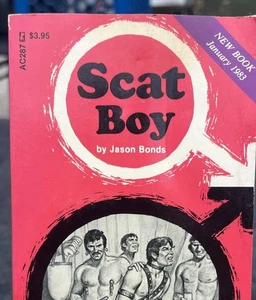 AC287 $3.95
NEW BOOK
January 1983
Scat
Boy
by Jason Bonds